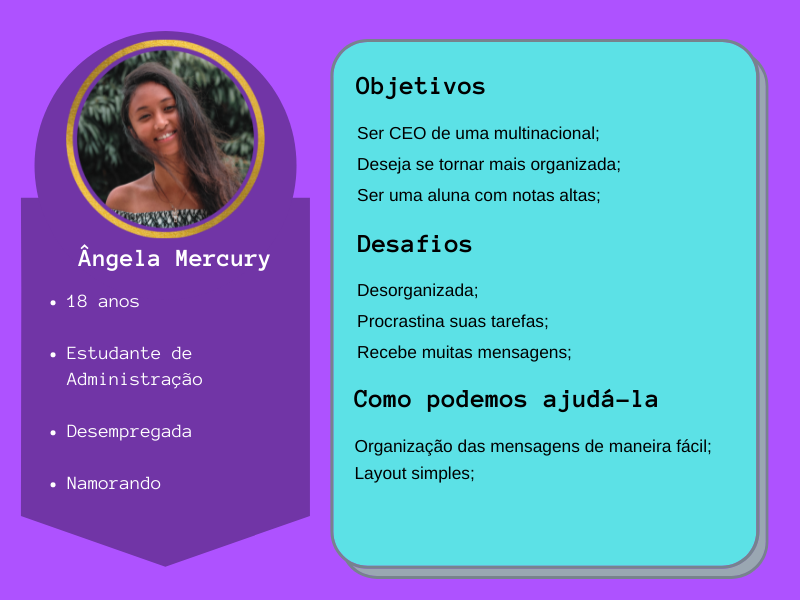 Ângela Mercury
• 18 anos
• Estudante de
Administração
• Desempregada
• Namorando
Objetivos
Ser CEO de uma multinacional;
Deseja se tornar mais organizada;
Ser uma aluna com notas altas;
Desafios
Desorganizada;
Procrastina suas tarefas;
Recebe muitas mensagens;
Como podemos ajudá-la
Organização das mensagens de maneira fácil;
Layout simples;